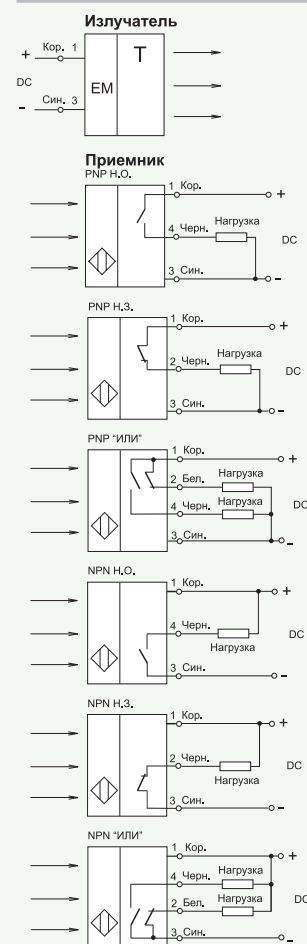 Излучатель
+ Кор. 1
DC
- Син. 3
EM T
Приемник
PNP Н.О.
1 Кор. +
4 Черн. Нагрузка
DC
3 Син. -
PNP Н.З.
1 Кор. +
2 Черн. Нагрузка
DC
3 Син. -
PNP "ИЛИ"
1 Кор. +
2 Бел. Нагрузка
4 Черн. Нагрузка
DC
3 Син. -
NPN Н.О.
1 Кор. +
4 Черн.
Нагрузка
DC
3 Син. -
NPN Н.З.
1 Кор. +
2 Черн.
Нагрузка
DC
3 Син. -
NPN "ИЛИ"
1 Кор. +
4 Черн. Нагрузка
2 Бел. Нагрузка
DC
3 Син. -